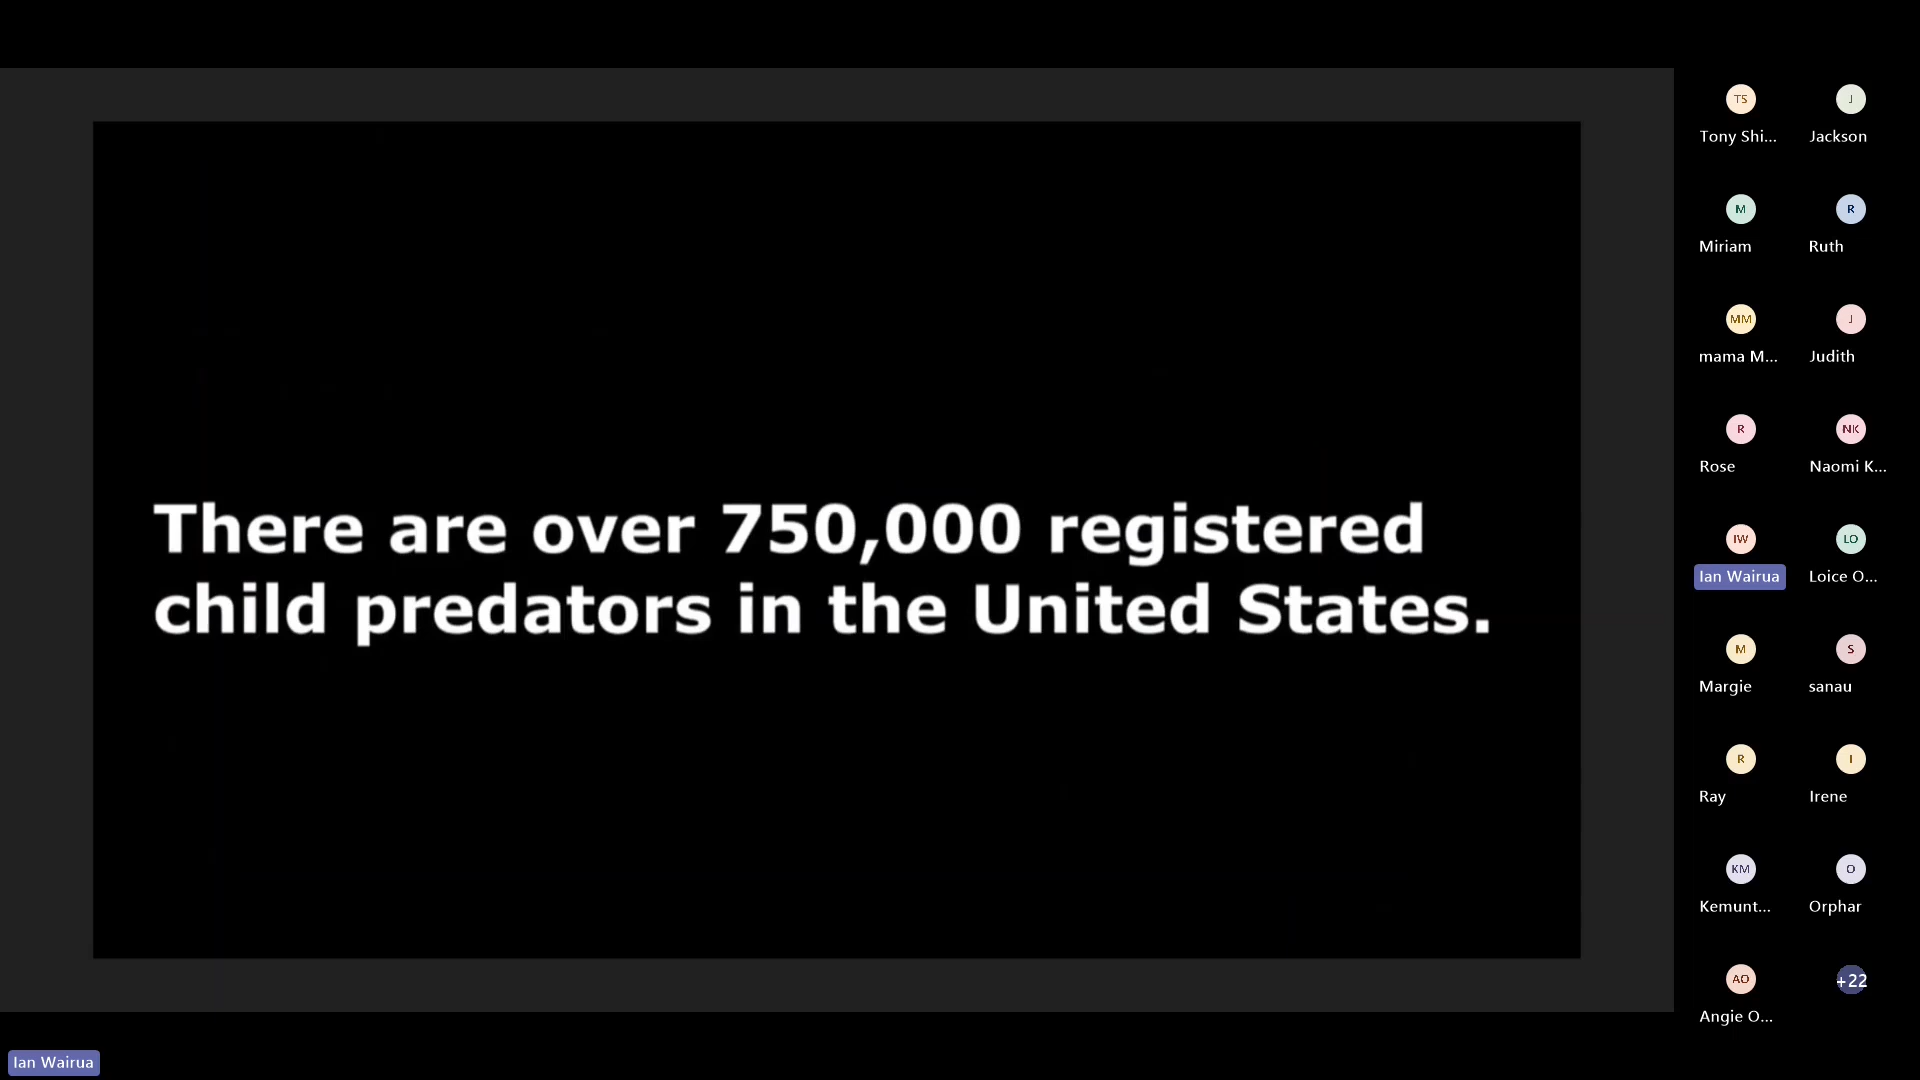 There are over 750,000 registered
child predators in the United States.
TS
J
Tony Shi...
Jackson
M
R
Miriam
Ruth
MM
J
mama M...
Judith
R
NK
Rose
Naomi K...
IW
LO
Ian Wairua
Loice O...
M
S
Margie
sanau
R
I
Ray
Irene
KM
O
Kemunt...
Orphar
AO
+22
Angie O...
Ian Wairua